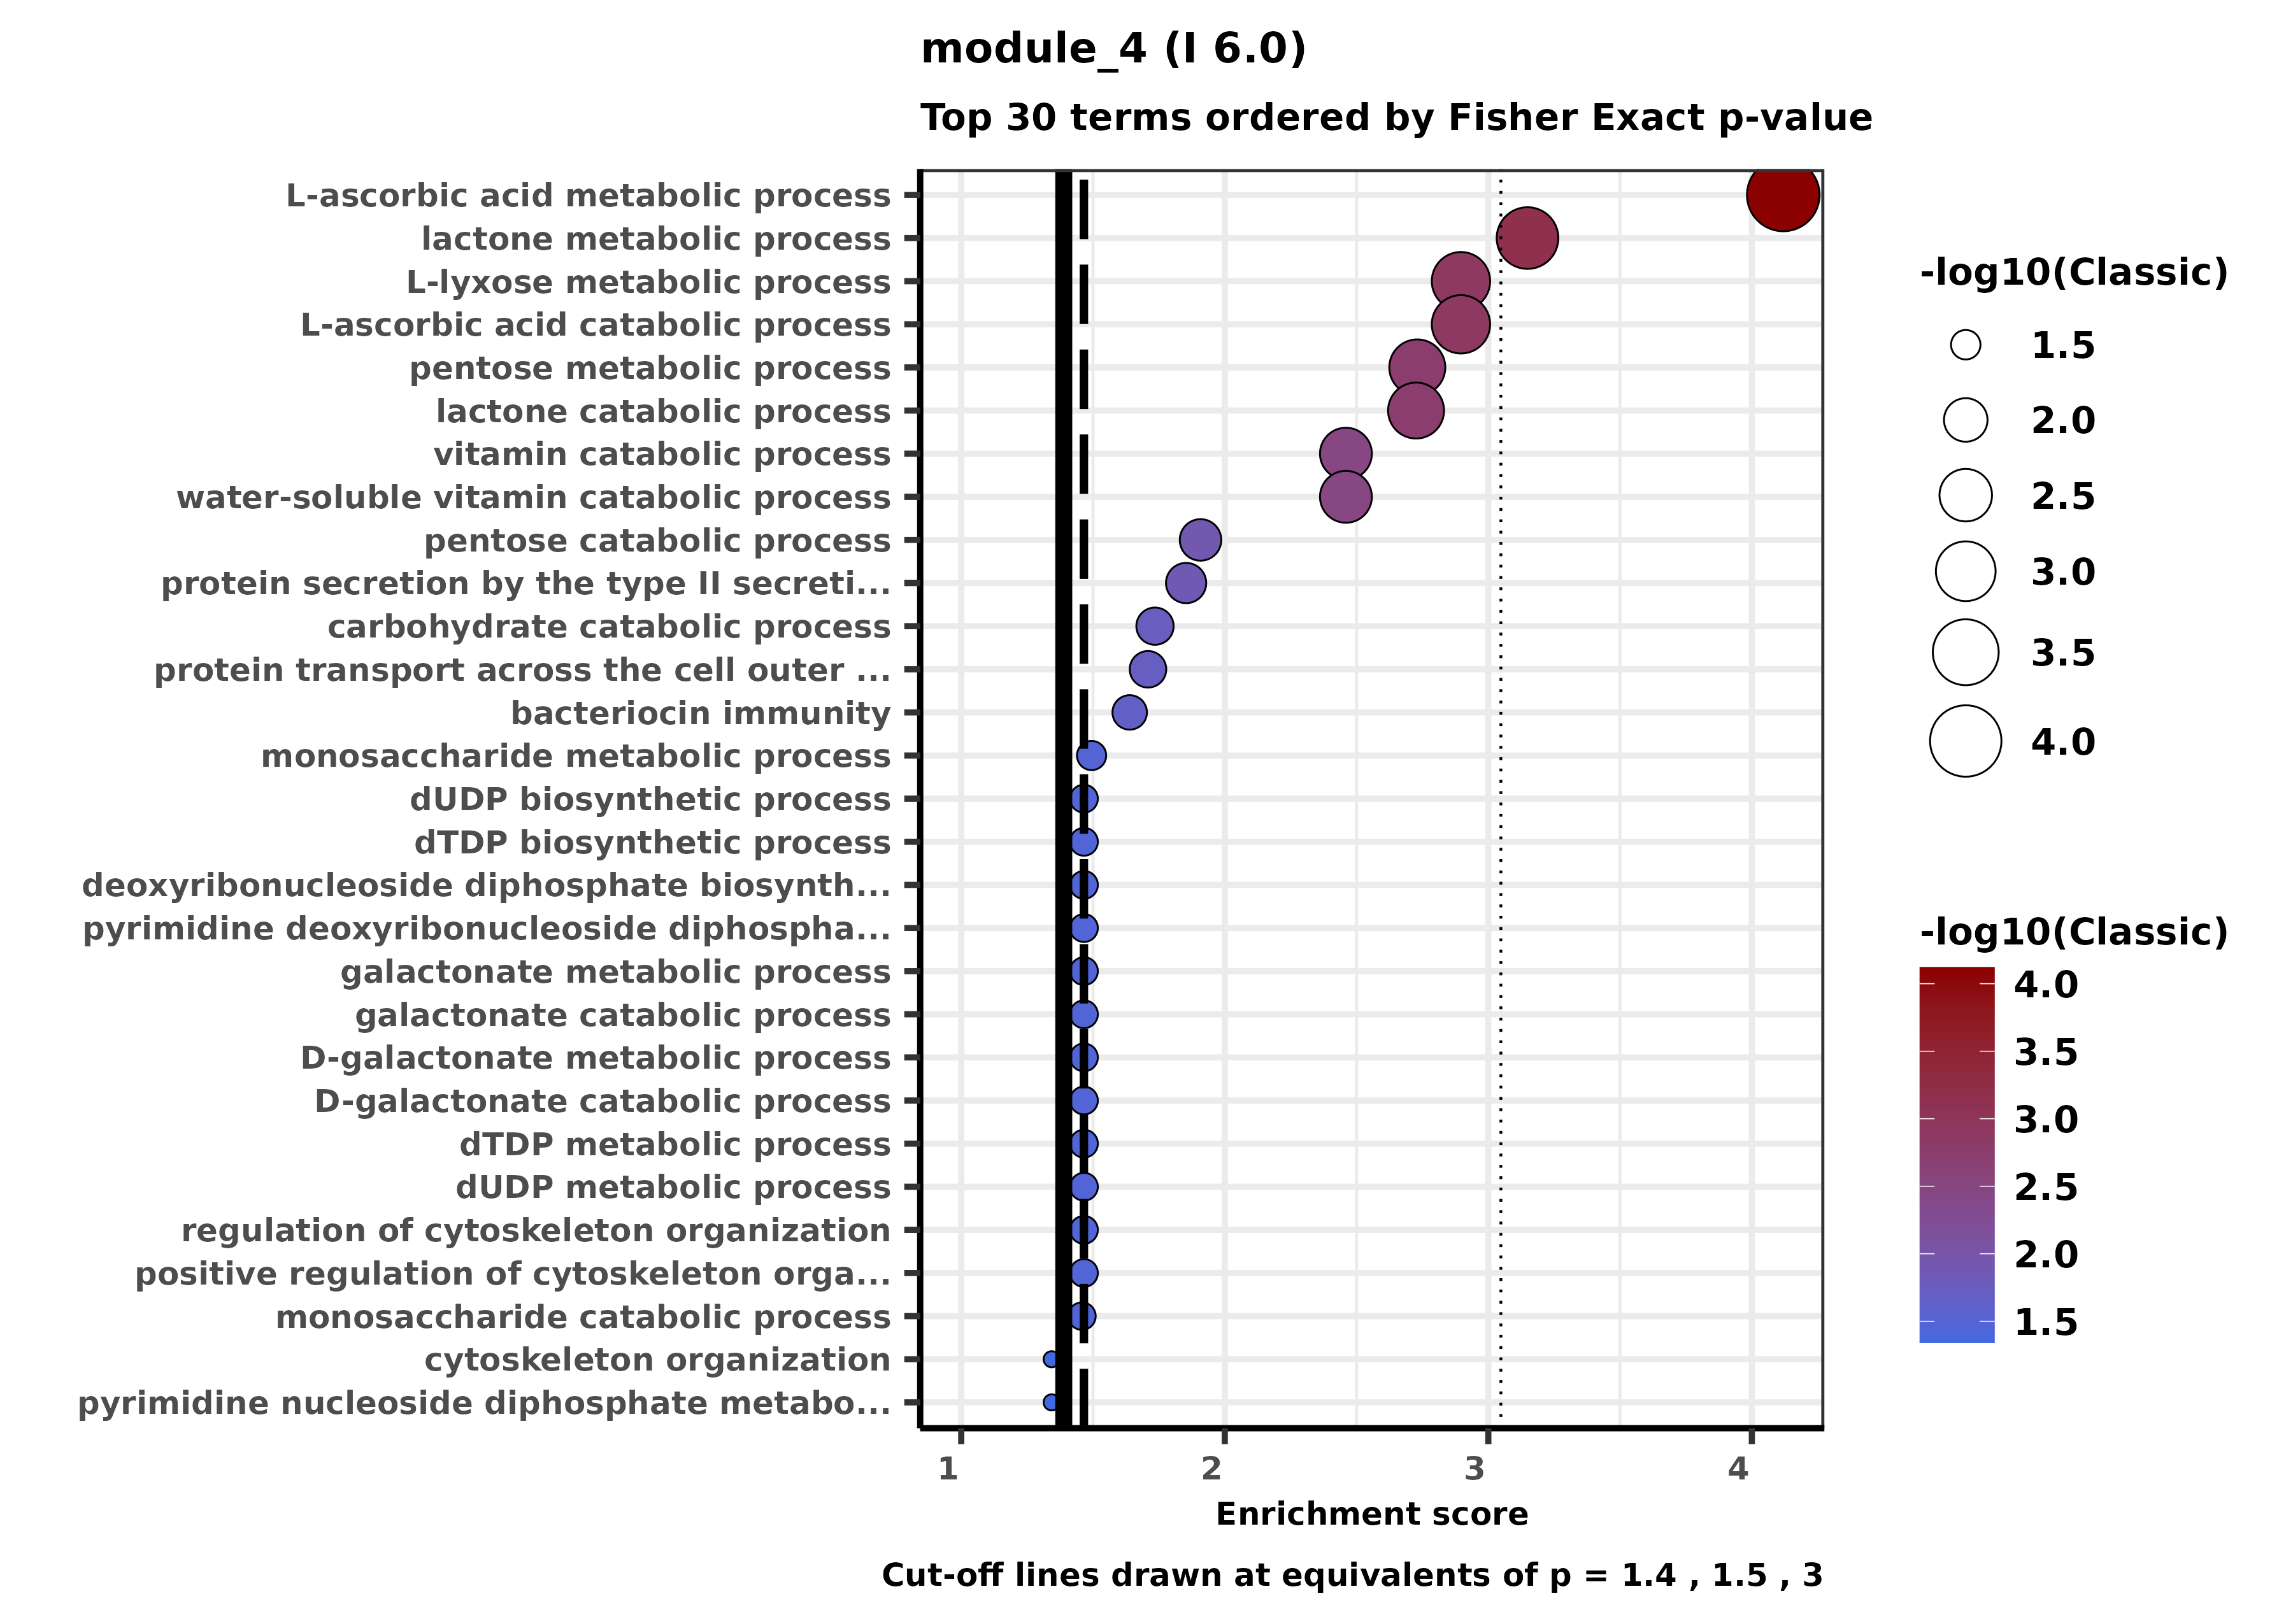 module_4 (I 6.0)
Top 30 terms ordered by Fisher Exact p-value
L-ascorbic acid metabolic process
lactone metabolic process
L-lyxose metabolic process
L-ascorbic acid catabolic process
pentose metabolic process
lactone catabolic process
vitamin catabolic process
water-soluble vitamin catabolic process
pentose catabolic process
protein secretion by the type II secreti...
carbohydrate catabolic process
protein transport across the cell outer ...
bacteriocin immunity
monosaccharide metabolic process
dUDP biosynthetic process
dTDP biosynthetic process
deoxyribonucleoside diphosphate biosynth...
pyrimidine deoxyribonucleoside diphospha...
galactonate metabolic process
galactonate catabolic process
D-galactonate metabolic process
D-galactonate catabolic process
dTDP metabolic process
dUDP metabolic process
regulation of cytoskeleton organization
positive regulation of cytoskeleton orga...
monosaccharide catabolic process
cytoskeleton organization
pyrimidine nucleoside diphosphate metabo...
1 2 3 4
Enrichment score
Cut-off lines drawn at equivalents of p = 1.4 , 1.5 , 3
-log10(Classic)
1.5
2.0
2.5
3.0
3.5
4.0
-log10(Classic)
4.0
3.5
3.0
2.5
2.0
1.5